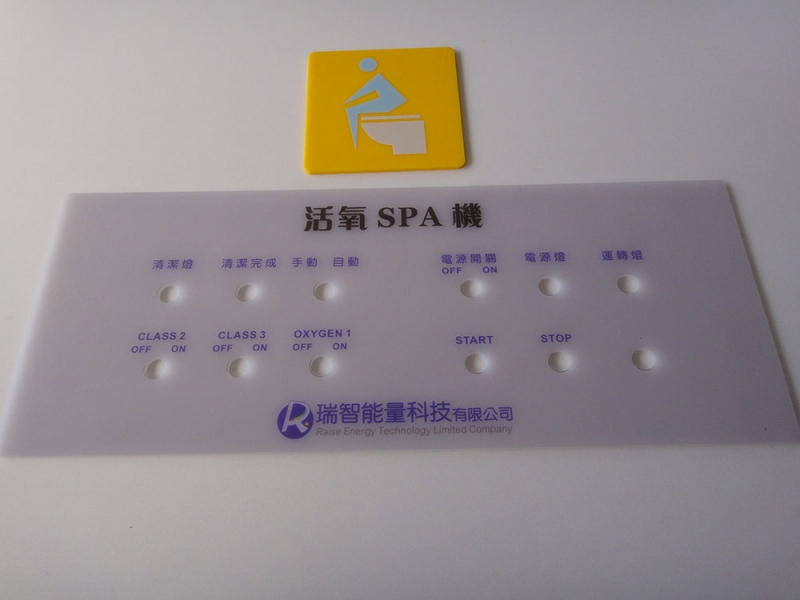 活氧 SPA 機
清潔燈 清潔完成 手動 自動 電源開關 電源燈 運轉燈
OFF ON
CLASS 2 CLASS 3 OXYGEN 1 START STOP
OFF ON OFF ON OFF ON
瑞智能量科技有限公司
Raise Energy Technology Limited Company